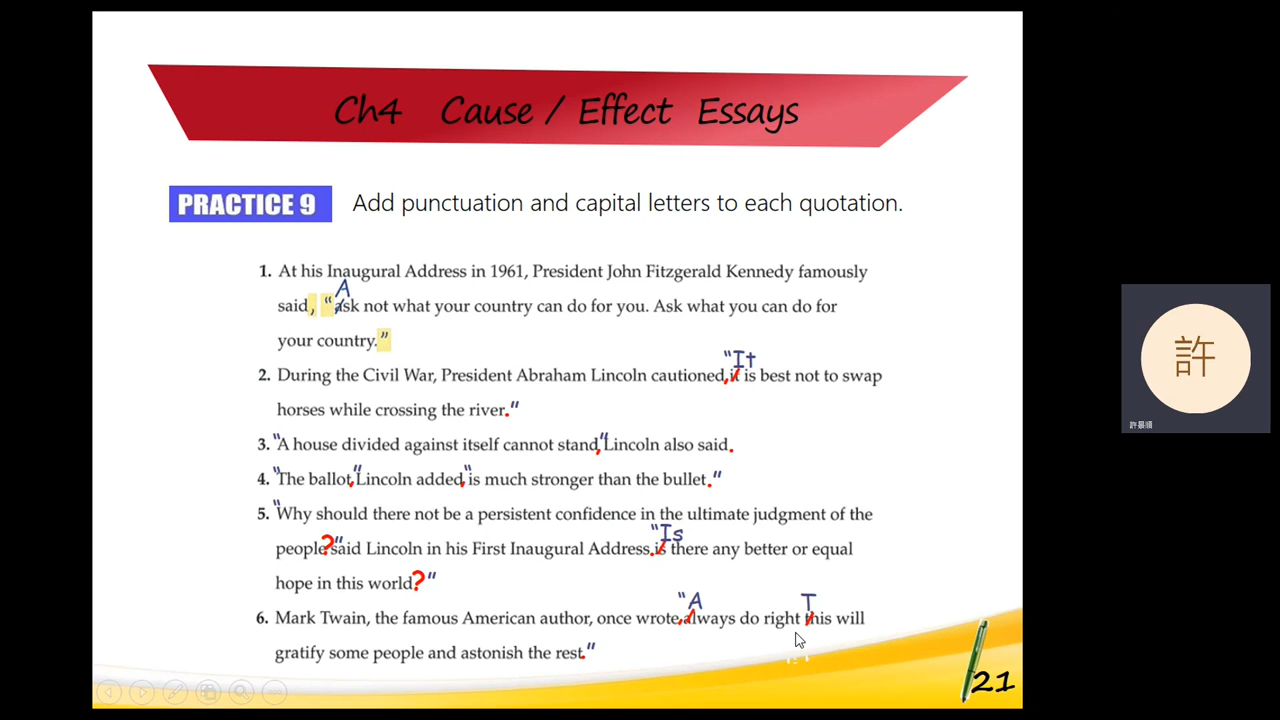 Ch4 Cause / Effect Essays
PRACTICE 9 Add punctuation and capital letters to each quotation.
1. At his Inaugural Address in 1961, President John Fitzgerald Kennedy famously
said, “Ask not what your country can do for you. Ask what you can do for
your country.”
2. During the Civil War, President Abraham Lincoln cautioned, “It is best not to swap
horses while crossing the river.”
3. “A house divided against itself cannot stand,” Lincoln also said.
4. “The ballot,” Lincoln added, “is much stronger than the bullet.”
5. “Why should there not be a persistent confidence in the ultimate judgment of the
people?” said Lincoln in his First Inaugural Address. “Is there any better or equal
hope in this world?”
6. Mark Twain, the famous American author, once wrote, “Always do right This will
gratify some people and astonish the rest.”
21
許
許景順